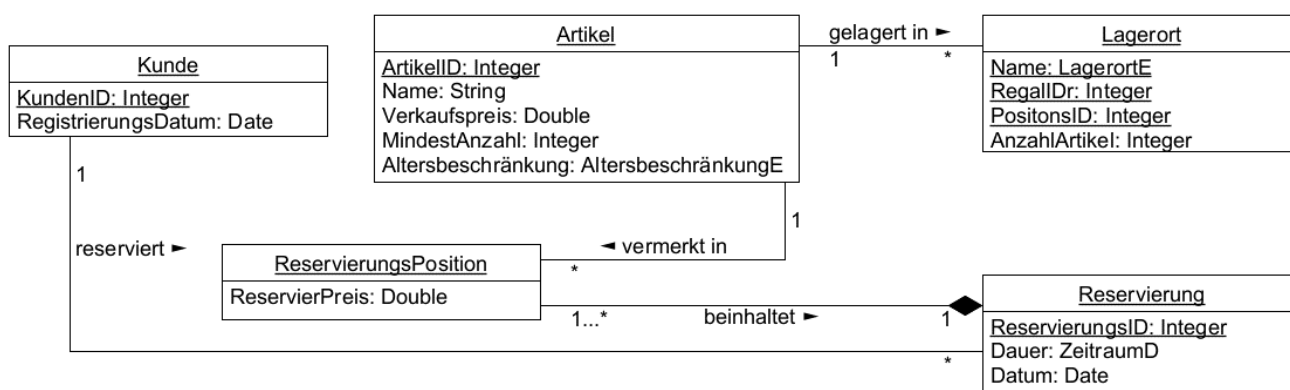 Kunde
KundenID: Integer
RegistrierungsDatum: Date
Artikel
ArtikelID: Integer
Name: String
Verkaufspreis: Double
MindestAnzahl: Integer
Altersbeschränkung: AltersbeschränkungE
gelagert in ►
1
*
Lagerort
Name: LagerortE
RegalIDr: Integer
PositonsID: Integer
AnzahlArtikel: Integer
1
reserviert ►
1
◄ vermerkt in
*
ReservierungsPosition
ReservierPreis: Double
1...*
beinhaltet ►
1
*
Reservierung
ReservierungsID: Integer
Dauer: ZeitraumD
Datum: Date